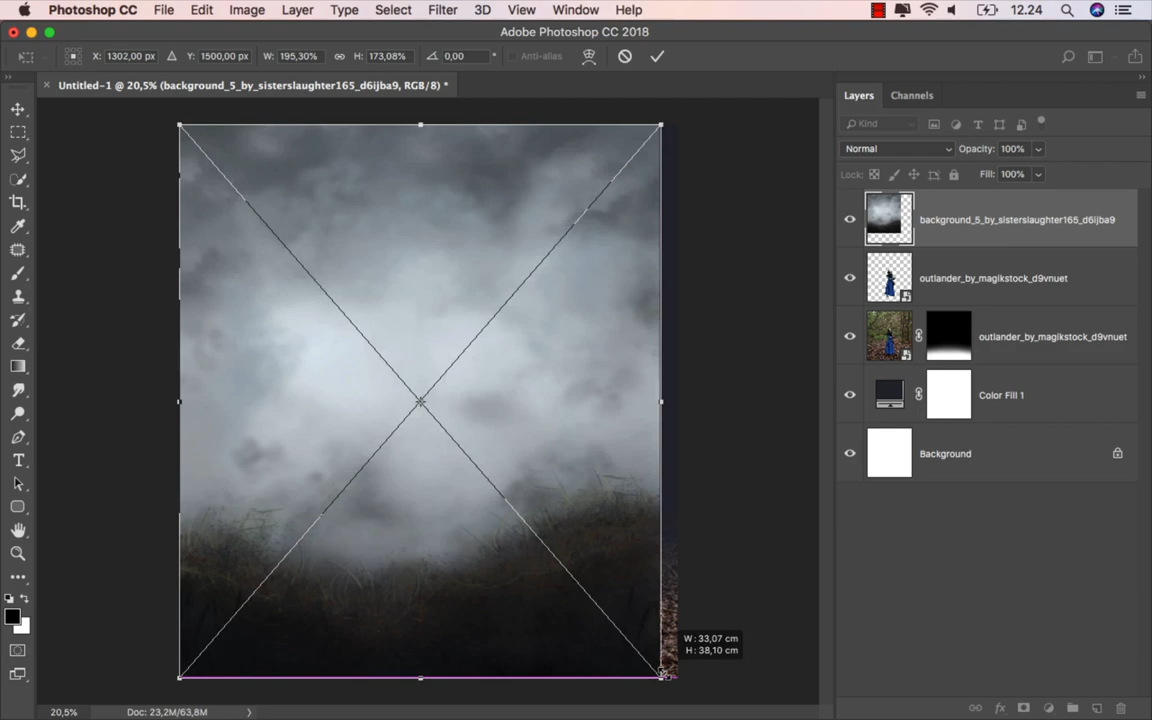 Photoshop CC File Edit Image Layer Type Select Filter 3D View Window Help 12.24
Adobe Photoshop CC 2018
X: 1302,00 px Y: 1500,00 px W: 195,30% H: 173,08% 0,00 ° Anti-alias
Untitled-1 @ 20,5% (background_5_by_sisterslaughter165_d6ijba9, RGB/8) *
Layers Channels
Kind
Normal Opacity: 100%
Lock: Fill: 100%
background_5_by_sisterslaughter165_d6ijba9
outlander_by_magikstock_d9vnuet
outlander_by_magikstock_d9vnuet
Color Fill 1
Background
W: 33,07 cm
H: 38,10 cm
20,5% Doc: 23,2M/63,8M